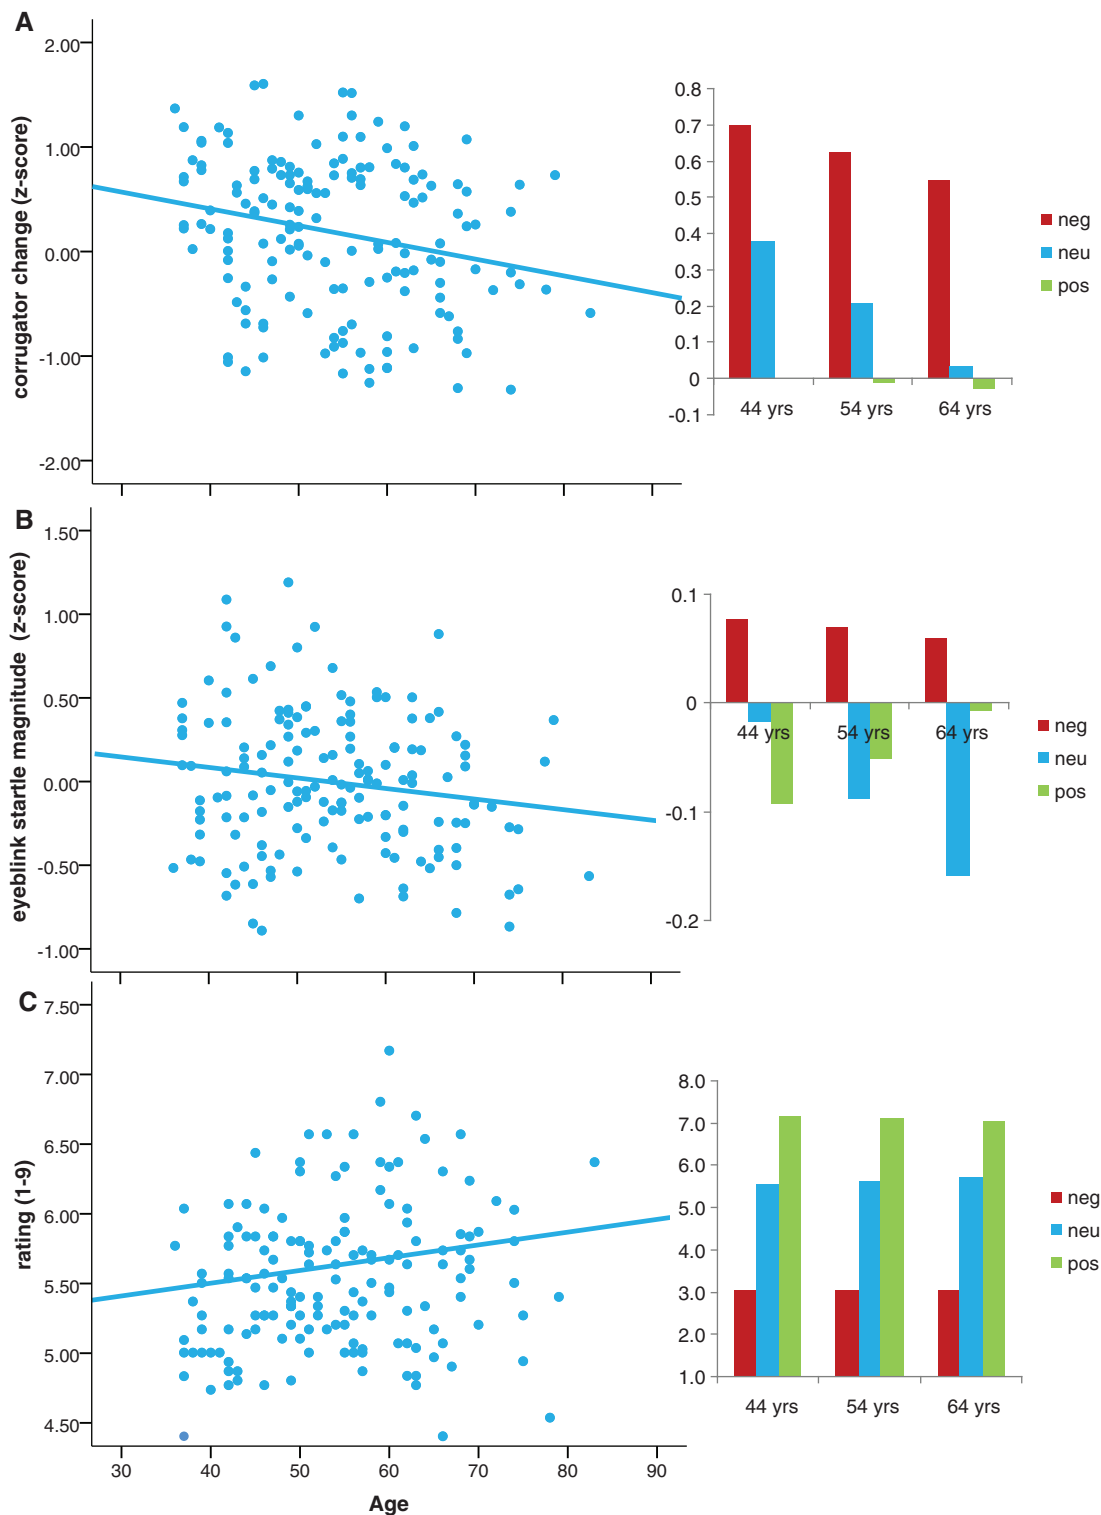 A
corrugator change (z-score)
2.00
1.00
0.00
-1.00
-2.00
0.8
0.7
0.6
0.5
0.4
0.3
0.2
0.1
0
-0.1
44 yrs 54 yrs 64 yrs
neg
neu
pos
B
eyeblink startle magnitude (z-score)
1.50
1.00
0.50
0.00
-0.50
-1.00
0.1
0
-0.1
-0.2
44 yrs 54 yrs 64 yrs
neg
neu
pos
C
rating (1-9)
7.50
7.00
6.50
6.00
5.50
5.00
4.50
30 40 50 60 70 80 90
Age
8.0
7.0
6.0
5.0
4.0
3.0
2.0
1.0
44 yrs 54 yrs 64 yrs
neg
neu
pos